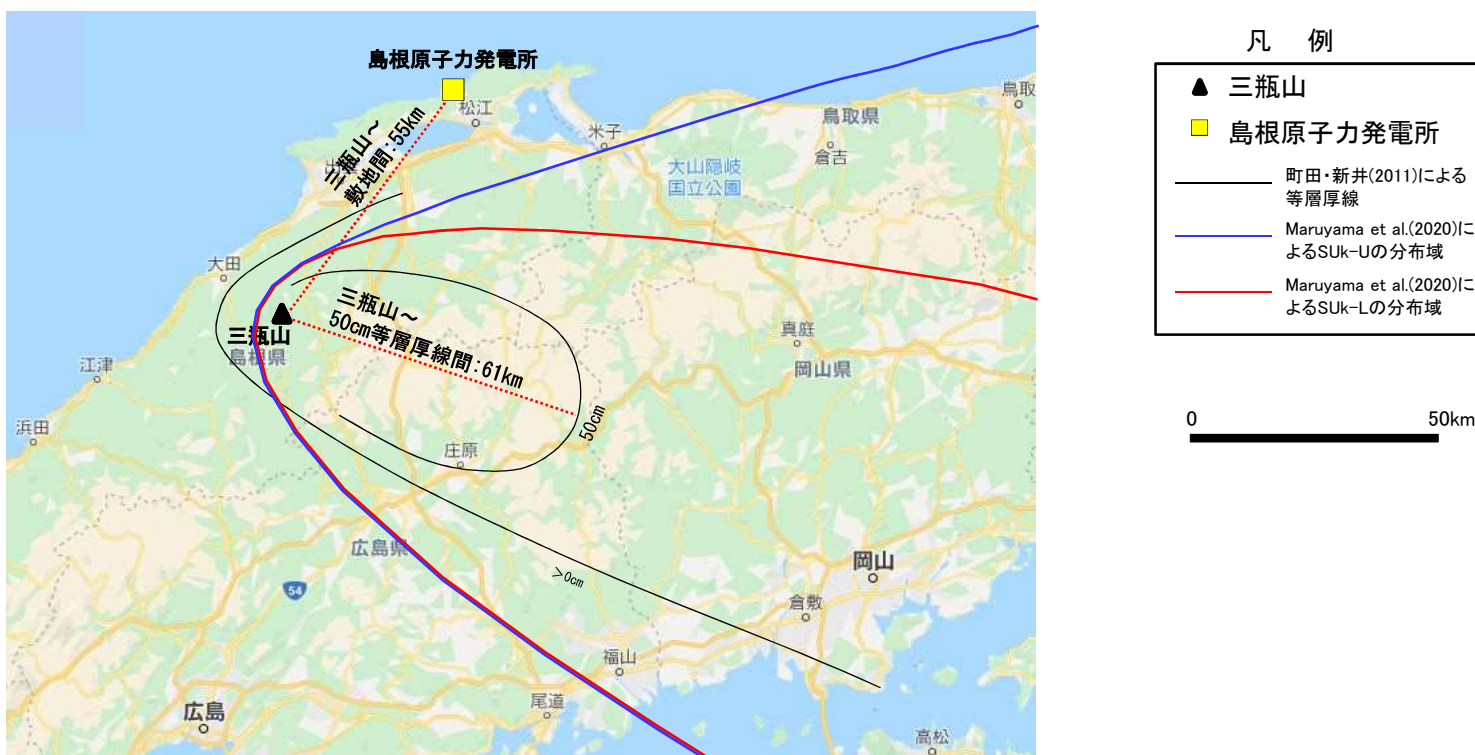 島根原子力発電所
松江
鳥取
鳥取県
米子
倉吉
三瓶山～
敷地間:55km
大山隠岐
国立公園
大田
三瓶山～
50cm等層厚線間:61km
三瓶山
島根県
真庭
江津
岡山県
50cm
浜田
庄原
広島県
岡山
>0cm
54
倉敷
福山
尾道
広島
高松
凡 例
三瓶山
島根原子力発電所
町田・新井(2011)による
等層厚線
Maruyama et al.(2020)に
よるSUk-Uの分布域
Maruyama et al.(2020)に
よるSUk-Lの分布域
0 50km